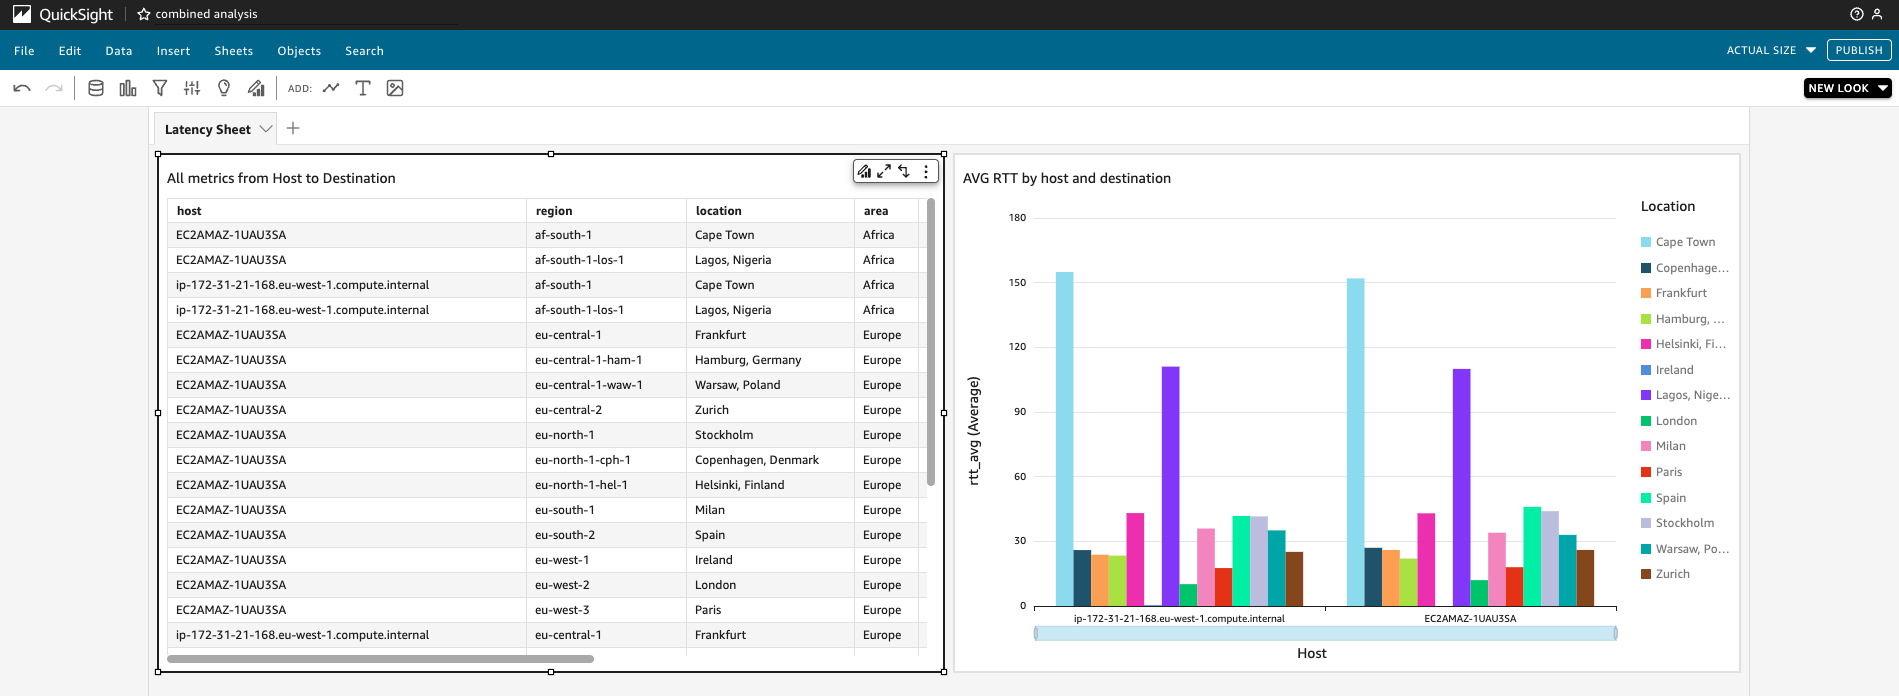 QuickSight combined analysis
File Edit Data Insert Sheets Objects Search
ACTUAL SIZE PUBLISH
ADD: NEW LOOK
Latency Sheet
All metrics from Host to Destination
host region location area
EC2AMAZ-1UAU3SA af-south-1 Cape Town Africa
EC2AMAZ-1UAU3SA af-south-1-los-1 Lagos, Nigeria Africa
ip-172-31-21-168.eu-west-1.compute.internal af-south-1 Cape Town Africa
ip-172-31-21-168.eu-west-1.compute.internal af-south-1-los-1 Lagos, Nigeria Africa
EC2AMAZ-1UAU3SA eu-central-1 Frankfurt Europe
EC2AMAZ-1UAU3SA eu-central-1-ham-1 Hamburg, Germany Europe
EC2AMAZ-1UAU3SA eu-central-1-waw-1 Warsaw, Poland Europe
EC2AMAZ-1UAU3SA eu-central-2 Zurich Europe
EC2AMAZ-1UAU3SA eu-north-1 Stockholm Europe
EC2AMAZ-1UAU3SA eu-north-1-cph-1 Copenhagen, Denmark Europe
EC2AMAZ-1UAU3SA eu-north-1-hel-1 Helsinki, Finland Europe
EC2AMAZ-1UAU3SA eu-south-1 Milan Europe
EC2AMAZ-1UAU3SA eu-south-2 Spain Europe
EC2AMAZ-1UAU3SA eu-west-1 Ireland Europe
EC2AMAZ-1UAU3SA eu-west-2 London Europe
EC2AMAZ-1UAU3SA eu-west-3 Paris Europe
ip-172-31-21-168.eu-west-1.compute.internal eu-central-1 Frankfurt Europe
AVG RTT by host and destination
rtt_avg (Average)
180
150
120
90
60
30
0
ip-172-31-21-168.eu-west-1.compute.internal EC2AMAZ-1UAU3SA
Host
Location
Cape Town
Copenhage...
Frankfurt
Hamburg, ...
Helsinki, Fi...
Ireland
Lagos, Nige...
London
Milan
Paris
Spain
Stockholm
Warsaw, Po...
Zurich